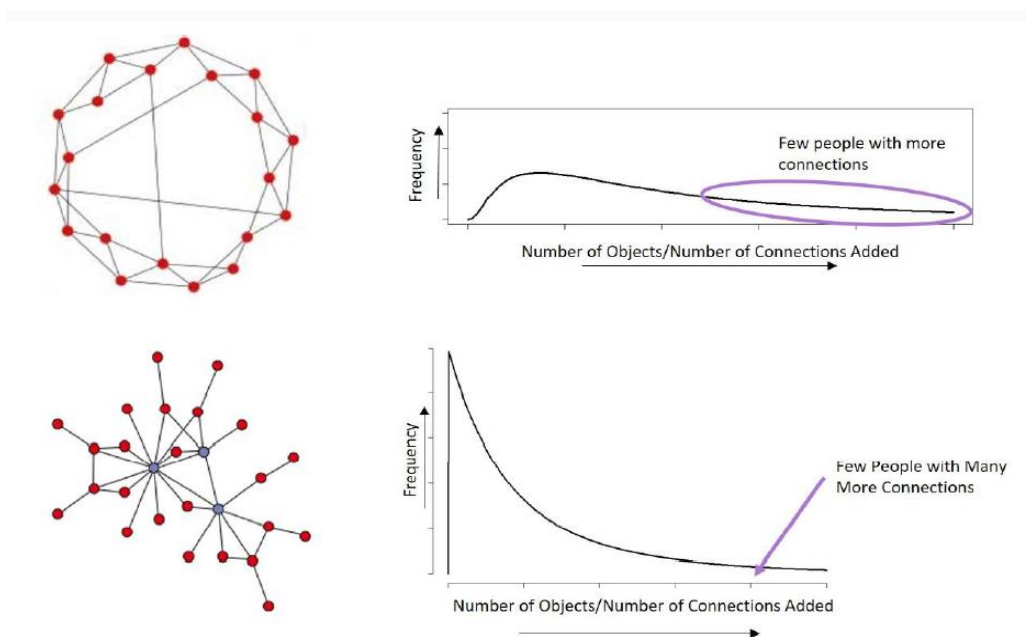 Frequency
Few people with more
connections
Number of Objects/Number of Connections Added
Frequency
Few People with Many
More Connections
Number of Objects/Number of Connections Added